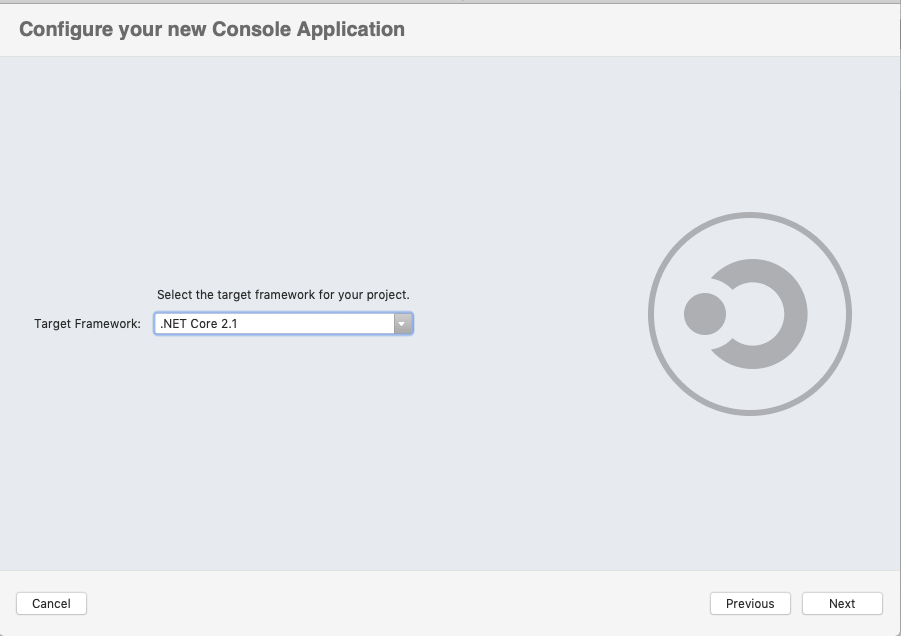 Configure your new Console Application
Select the target framework for your project.
Target Framework: .NET Core 2.1
Cancel Previous Next